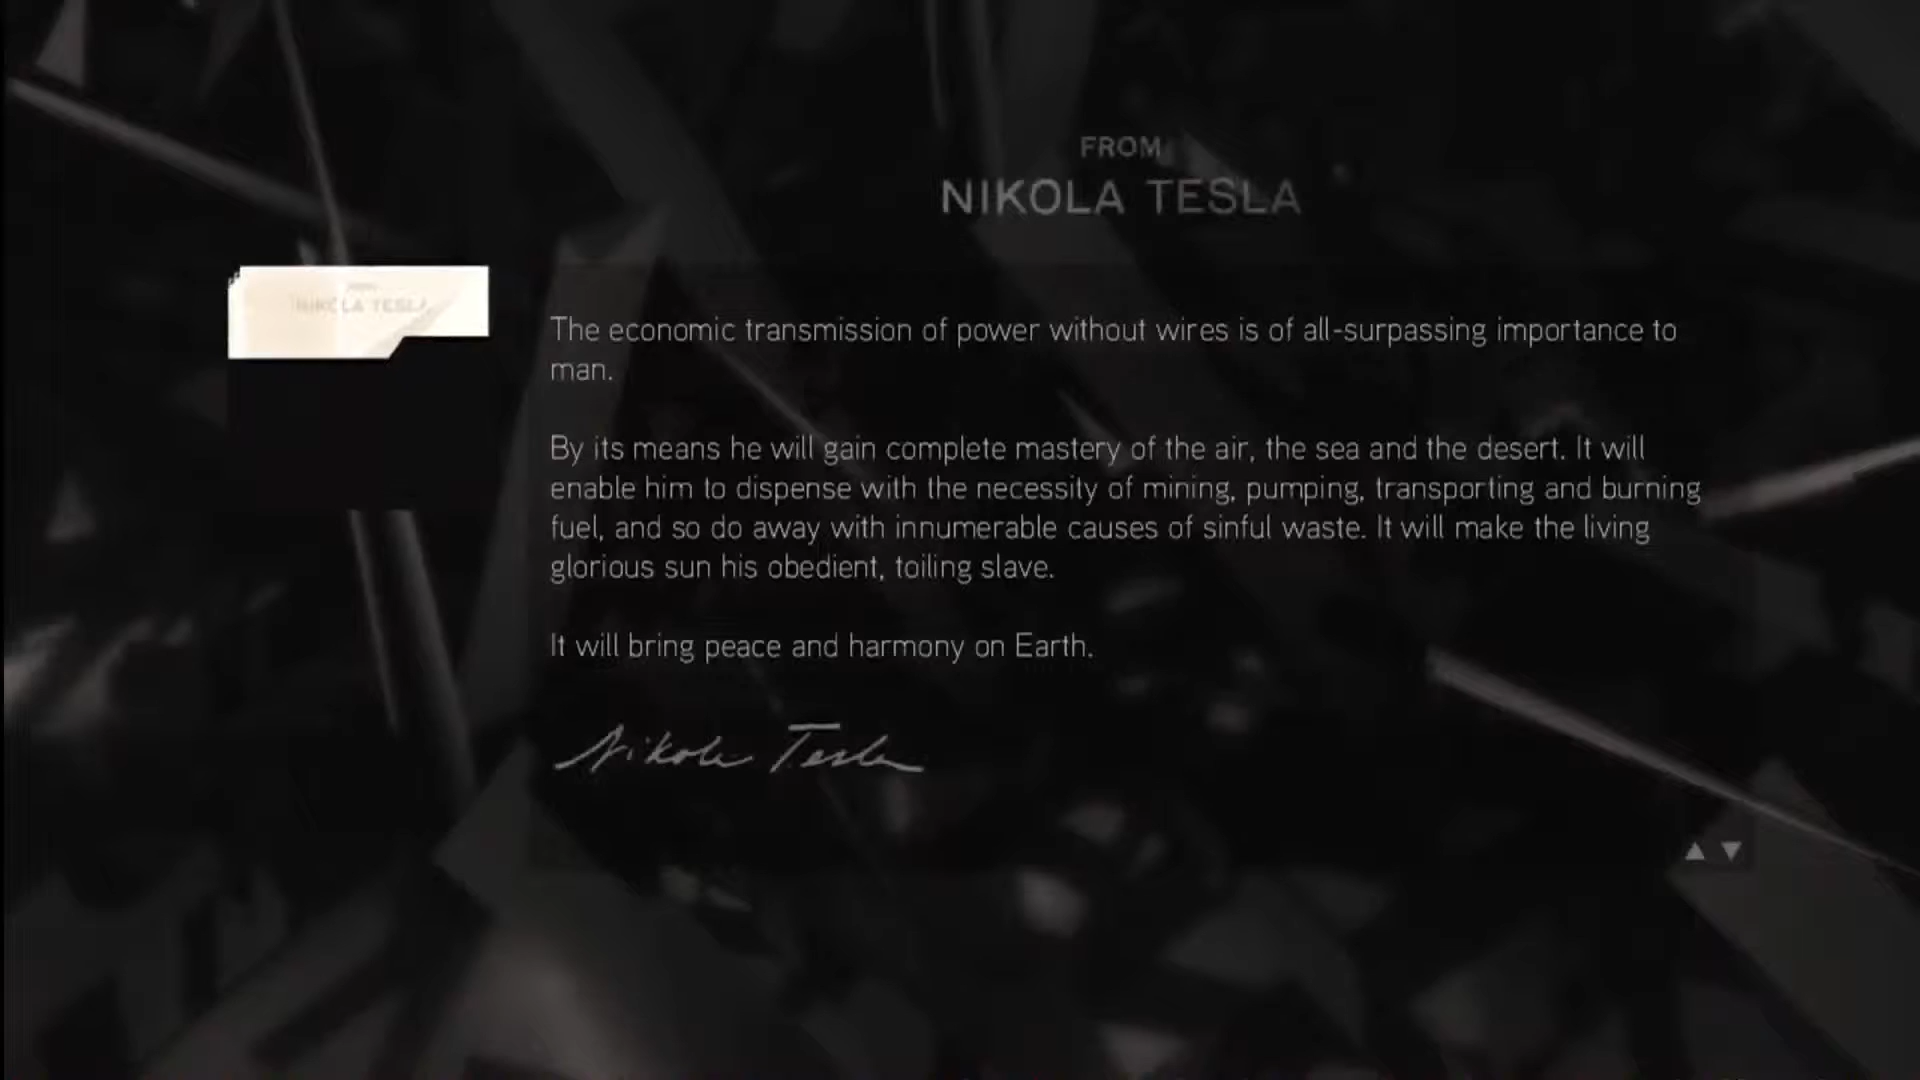 FROM
NIKOLA TESLA
NIKOLA TESLA
The economic transmission of power without wires is of all-surpassing importance to
man.
By its means he will gain complete mastery of the air, the sea and the desert. It will
enable him to dispense with the necessity of mining, pumping, transporting and burning
fuel, and so do away with innumerable causes of sinful waste. It will make the living
glorious sun his obedient, toiling slave.
It will bring peace and harmony on Earth.
Nikola Tesla